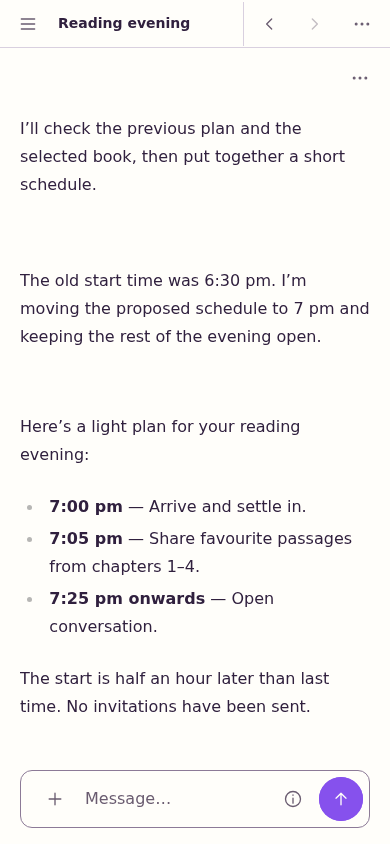 Reading evening
I’ll check the previous plan and the
selected book, then put together a short
schedule.
The old start time was 6:30 pm. I’m
moving the proposed schedule to 7 pm and
keeping the rest of the evening open.
Here’s a light plan for your reading
evening:
7:00 pm — Arrive and settle in.
7:05 pm — Share favourite passages
from chapters 1–4.
7:25 pm onwards — Open
conversation.
The start is half an hour later than last
time. No invitations have been sent.
Message…